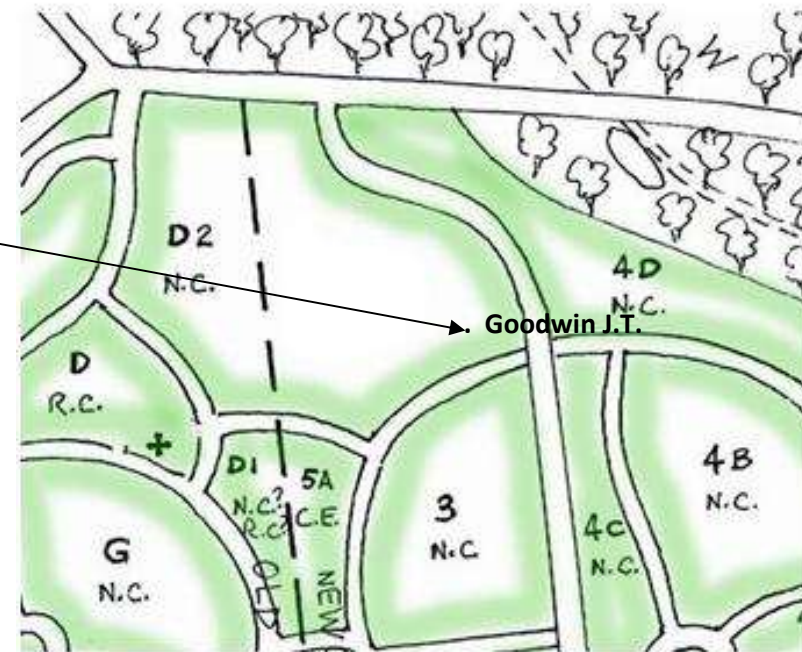 D2
N.C.
4D
N.C.
. Goodwin J.T.
D
R.C.
D1
N.C.?
R.C.?
5A
C.E.
3
N.C
4B
N.C.
4C
N.C.
G
N.C.
OLD
NEW